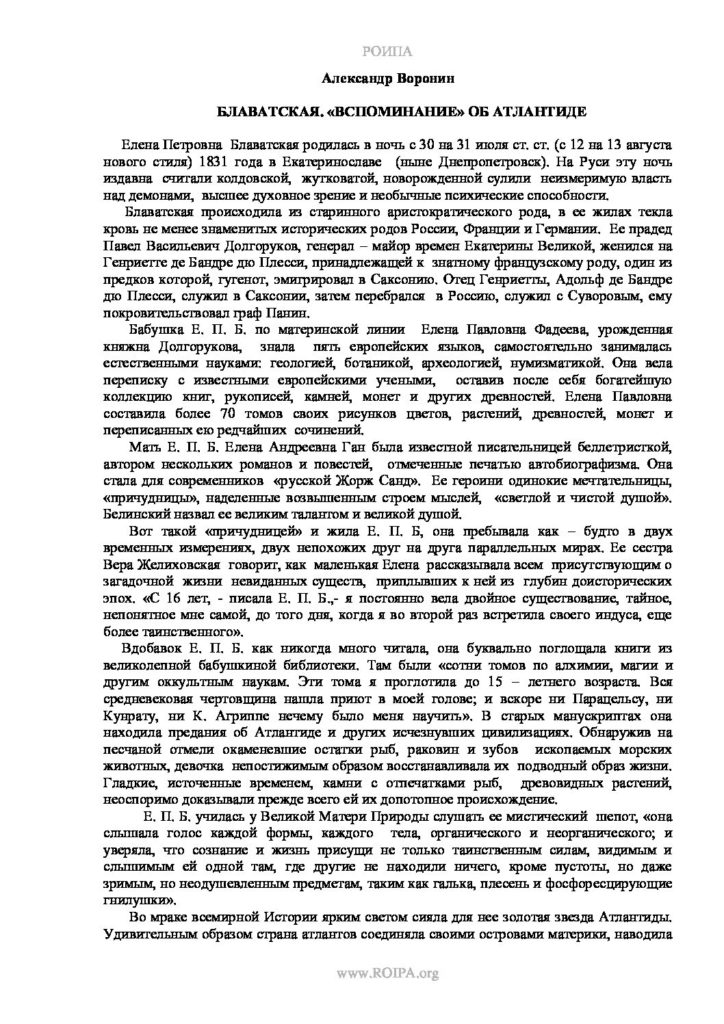 РОИПА
Александр Воронин
БЛАВАТСКАЯ. «ВСПОМИНАНИЕ» ОБ АТЛАНТИДЕ
Елена Петровна Блаватская родилась в ночь с 30 на 31 июля ст. ст. (с 12 на 13 августа
нового стиля) 1831 года в Екатеринославе (ныне Днепропетровск). На Руси эту ночь
издавна считали колдовской, жутковатой, новорожденной сулили неизмеримую власть
над демонами, высшее духовное зрение и необычные психические способности.
Блаватская происходила из старинного аристократического рода, в ее жилах текла
кровь не менее знаменитых исторических родов России, Франции и Германии. Ее прадед
Павел Васильевич Долгоруков, генерал – майор времен Екатерины Великой, женился на
Генриетте де Бандре дю Плесси, принадлежащей к знатному французскому роду, один из
предков которой, гугенот, эмигрировал в Саксонию. Отец Генриетты, Адольф де Бандре
дю Плесси, служил в Саксонии, затем перебрался в Россию, служил с Суворовым, ему
покровительствовал граф Панин.
Бабушка Е. П. Б. по материнской линии Елена Павловна Фадеева, урожденная
княжна Долгорукова, знала пять европейских языков, самостоятельно занималась
естественными науками: геологией, ботаникой, археологией, нумизматикой. Она вела
переписку с известными европейскими учеными, оставив после себя богатейшую
коллекцию книг, рукописей, камней, монет и других древностей. Елена Павловна
составила более 70 томов своих рисунков цветов, растений, древностей, монет и
переписанных ею редчайших сочинений.
Мать Е. П. Б. Елена Андреевна Ган была известной писательницей беллетристкой,
автором нескольких романов и повестей, отмеченные печатью автобиографизма. Она
стала для современников «русской Жорж Санд». Ее героини одинокие мечтательницы,
«причудницы», наделенные возвышенным строем мыслей, «светлой и чистой душой».
Белинский назвал ее великим талантом и великой душой.
Вот такой «причудницей» и жила Е. П. Б, она пребывала как – будто в двух
временных измерениях, двух непохожих друг на друга параллельных мирах. Ее сестра
Вера Желиховская говорит, как маленькая Елена рассказывала всем присутствующим о
загадочной жизни невиданных существ, приплывших к ней из глубин доисторических
эпох. «С 16 лет, - писала Е. П. Б.,- я постоянно вела двойное существование, тайное,
непонятное мне самой, до того дня, когда я во второй раз встретила своего индуса, еще
более таинственного».
Вдобавок Е. П. Б. как никогда много читала, она буквально поглощала книги из
великолепной бабушкиной библиотеки. Там были «сотни томов по алхимии, магии и
другим оккультным наукам. Эти тома я проглотила до 15 – летнего возраста. Вся
средневековая чертовщина нашла приют в моей голове; и вскоре ни Парацельсу, ни
Кунрату, ни К. Агриппе нечему было меня научить». В старых манускриптах она
находила предания об Атлантиде и других исчезнувших цивилизациях. Обнаружив на
песчаной отмели окаменевшие остатки рыб, раковин и зубов ископаемых морских
животных, девочка непостижимым образом восстанавливала их подводный образ жизни.
Гладкие, источенные временем, камни с отпечатками рыб, древовидных растений,
неоспоримо доказывали прежде всего ей их допотопное происхождение.
Е. П. Б. училась у Великой Матери Природы слушать ее мистический шепот, «она
слышала голос каждой формы, каждого тела, органического и неорганического; и
уверяла, что сознание и жизнь присущи не только таинственным силам, видимым и
слышимым ей одной там, где другие не находили ничего, кроме пустоты, но даже
зримым, но неодушевленным предметам, таким как галька, плесень и фосфоресцирующие
гнилушки».
Во мраке всемирной Истории ярким светом сияла для нее золотая звезда Атлантиды.
Удивительным образом страна атлантов соединяла своими островами материки, наводила
www.ROIPA.org